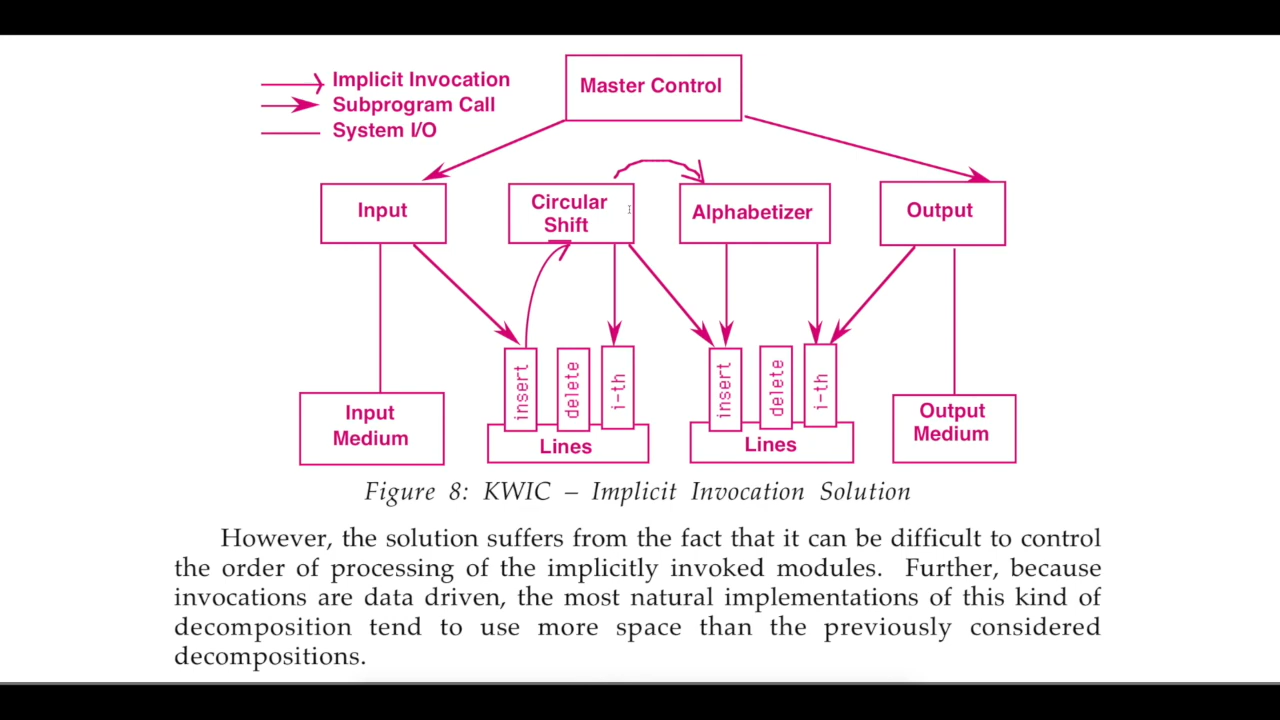 Implicit Invocation
Subprogram Call
System I/O
Master Control
Input
Circular
Shift
Alphabetizer
Output
insert
delete
i-th
insert
delete
i-th
Input
Medium
Lines
Lines
Output
Medium
Figure 8: KWIC – Implicit Invocation Solution
However, the solution suffers from the fact that it can be difficult to control
the order of processing of the implicitly invoked modules. Further, because
invocations are data driven, the most natural implementations of this kind of
decomposition tend to use more space than the previously considered
decompositions.